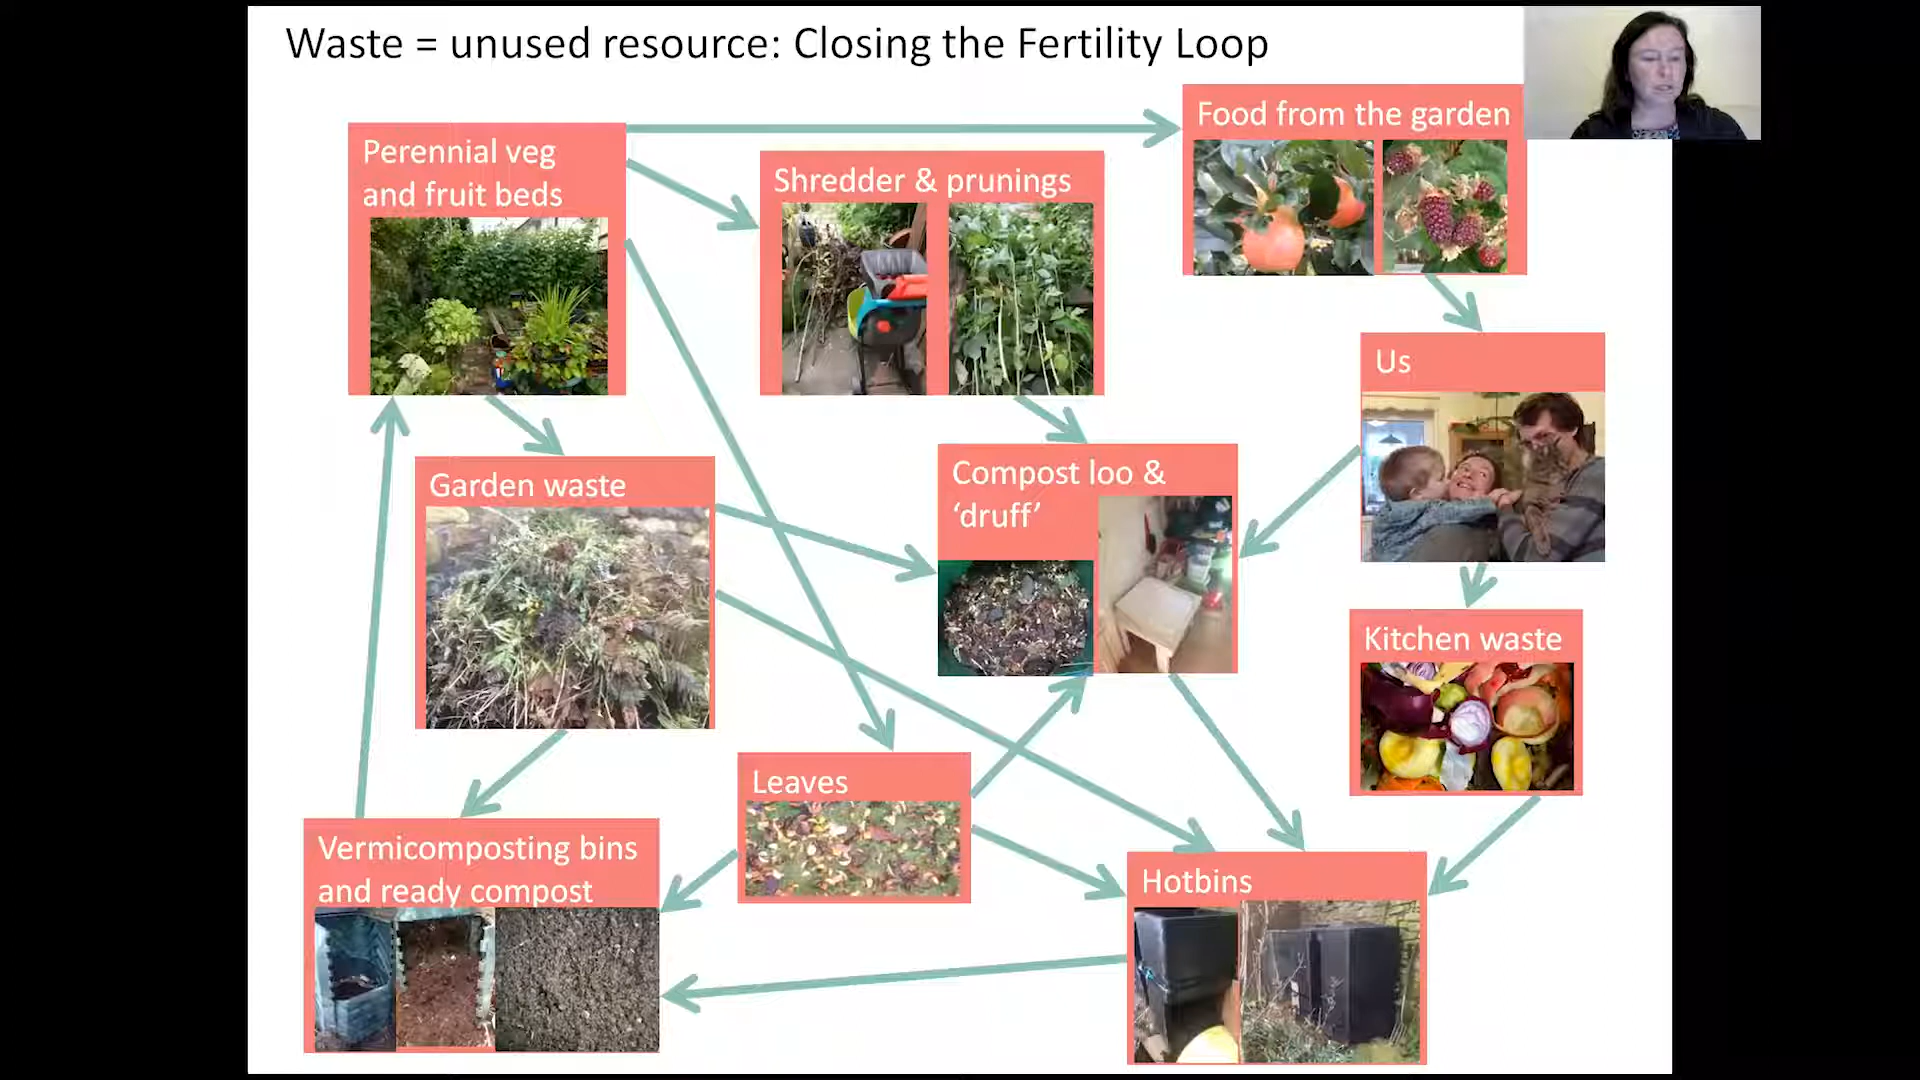 Waste = unused resource: Closing the Fertility Loop
Food from the garden
Perennial veg
and fruit beds
Shredder & prunings
Us
Garden waste
Compost loo &
‘druff’
Kitchen waste
Leaves
Vermicomposting bins
and ready compost
Hotbins